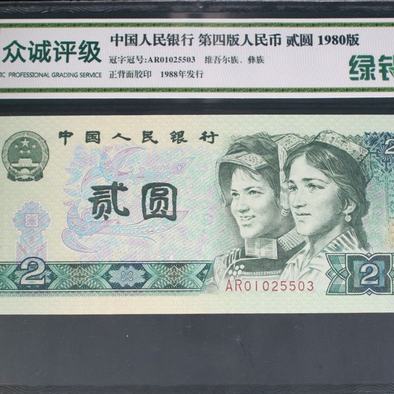 众诚评级
IC PROFESSIONAL GRADING SERVICE
中国人民银行 第四版人民币 贰圆 1980版
冠字冠号:AR01025503 维吾尔族、彝族
正背面胶印 1988年发行
绿
中国人民银行
贰圆
2
2
2
AR01025503